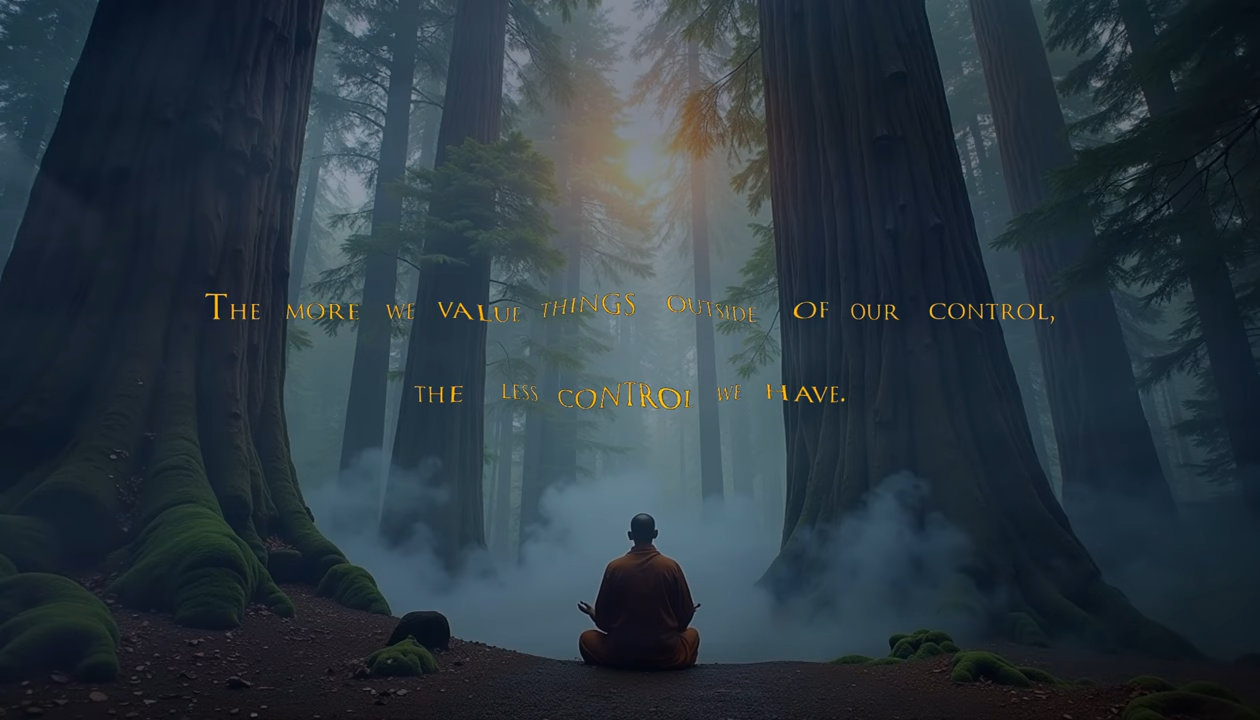 The more we value things outside of our control,
the less control we have.